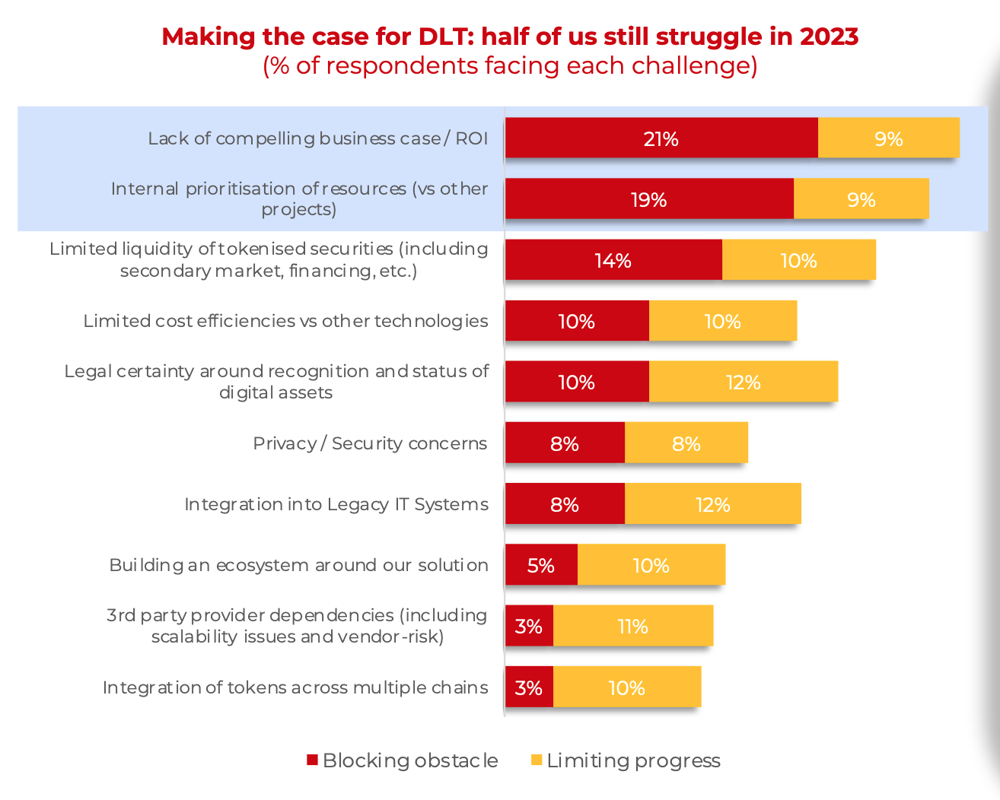 Making the case for DLT: half of us still struggle in 2023
(% of respondents facing each challenge)
Lack of compelling business case / ROI
21%
9%
Internal prioritisation of resources (vs other
projects)
19%
9%
Limited liquidity of tokenised securities (including
secondary market, financing, etc.)
14%
10%
Limited cost efficiencies vs other technologies
10%
10%
Legal certainty around recognition and status of
digital assets
10%
12%
Privacy / Security concerns
8%
8%
Integration into Legacy IT Systems
8%
12%
Building an ecosystem around our solution
5%
10%
3rd party provider dependencies (including
scalability issues and vendor-risk)
3%
11%
Integration of tokens across multiple chains
3%
10%
Blocking obstacle
Limiting progress